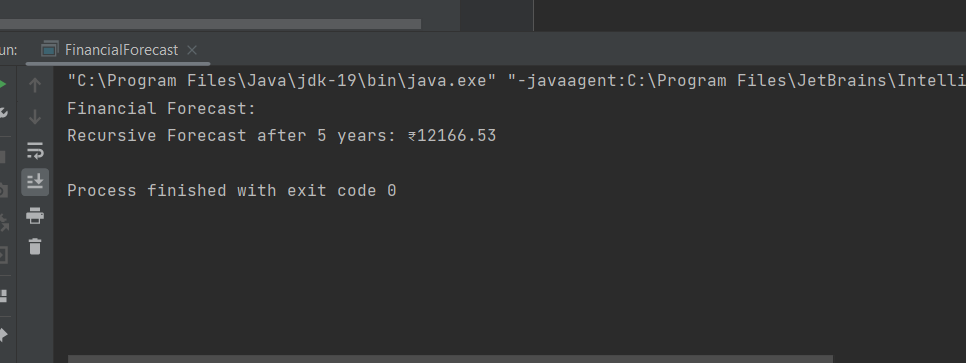 un:
FinancialForecast
"C:\Program Files\Java\jdk-19\bin\java.exe" "-javaagent:C:\Program Files\JetBrains\Intelli
Financial Forecast:
Recursive Forecast after 5 years: ₹12166.53
Process finished with exit code 0